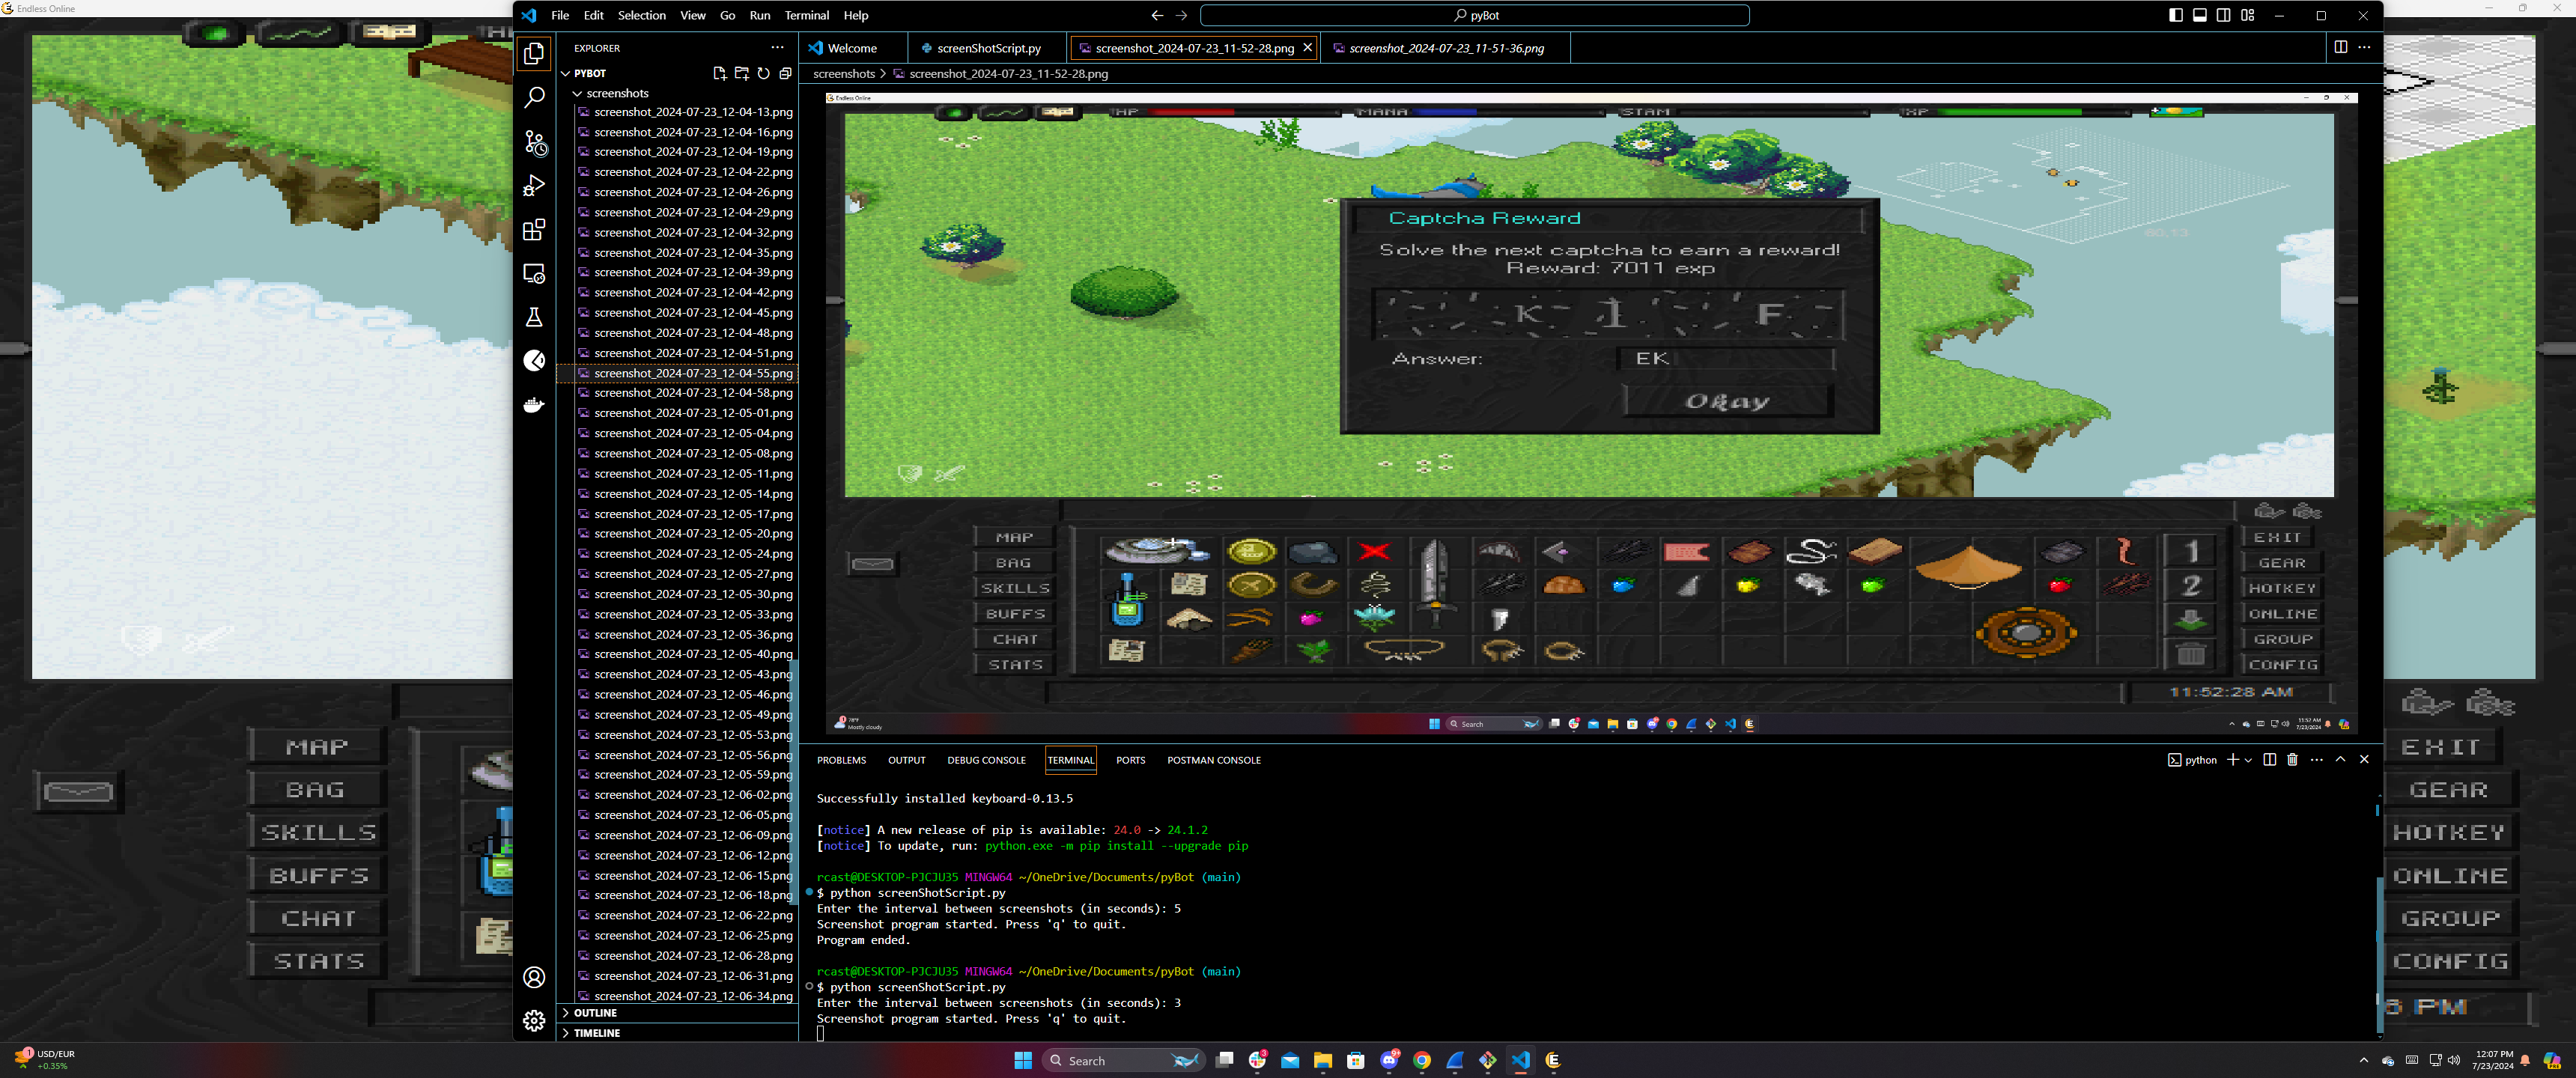 Endless Online
File Edit Selection View Go Run Terminal Help
pyBot
EXPLORER
PYBOT
screenshots
screenshot_2024-07-23_12-04-13.png
screenshot_2024-07-23_12-04-16.png
screenshot_2024-07-23_12-04-19.png
screenshot_2024-07-23_12-04-22.png
screenshot_2024-07-23_12-04-26.png
screenshot_2024-07-23_12-04-29.png
screenshot_2024-07-23_12-04-32.png
screenshot_2024-07-23_12-04-35.png
screenshot_2024-07-23_12-04-39.png
screenshot_2024-07-23_12-04-42.png
screenshot_2024-07-23_12-04-45.png
screenshot_2024-07-23_12-04-48.png
screenshot_2024-07-23_12-04-51.png
screenshot_2024-07-23_12-04-55.png
screenshot_2024-07-23_12-04-58.png
screenshot_2024-07-23_12-05-01.png
screenshot_2024-07-23_12-05-04.png
screenshot_2024-07-23_12-05-08.png
screenshot_2024-07-23_12-05-11.png
screenshot_2024-07-23_12-05-14.png
screenshot_2024-07-23_12-05-17.png
screenshot_2024-07-23_12-05-20.png
screenshot_2024-07-23_12-05-24.png
screenshot_2024-07-23_12-05-27.png
screenshot_2024-07-23_12-05-30.png
screenshot_2024-07-23_12-05-33.png
screenshot_2024-07-23_12-05-36.png
screenshot_2024-07-23_12-05-40.png
screenshot_2024-07-23_12-05-43.png
screenshot_2024-07-23_12-05-46.png
screenshot_2024-07-23_12-05-49.png
screenshot_2024-07-23_12-05-53.png
screenshot_2024-07-23_12-05-56.png
screenshot_2024-07-23_12-05-59.png
screenshot_2024-07-23_12-06-02.png
screenshot_2024-07-23_12-06-05.png
screenshot_2024-07-23_12-06-09.png
screenshot_2024-07-23_12-06-12.png
screenshot_2024-07-23_12-06-15.png
screenshot_2024-07-23_12-06-18.png
screenshot_2024-07-23_12-06-22.png
screenshot_2024-07-23_12-06-25.png
screenshot_2024-07-23_12-06-28.png
screenshot_2024-07-23_12-06-31.png
screenshot_2024-07-23_12-06-34.png
OUTLINE
TIMELINE
Welcome screenShotScript.py screenshot_2024-07-23_11-52-28.png screenshot_2024-07-23_11-51-36.png
screenshots > screenshot_2024-07-23_11-52-28.png
Endless Online
HP MANA STAM XP
60,13
Captcha Reward
Solve the next captcha to earn a reward!
Reward: 7011 exp
K 1 F
Answer: EK
Okay
MAP
BAG
SKILLS
BUFFS
CHAT
STATS
1
2
EXIT
GEAR
HOTKEY
ONLINE
GROUP
CONFIG
11:52:28 AM
78°F
Mostly cloudy
Search
11:52 AM
7/23/2024
PROBLEMS OUTPUT DEBUG CONSOLE TERMINAL PORTS POSTMAN CONSOLE
python
Successfully installed keyboard-0.13.5
[notice] A new release of pip is available: 24.0 -> 24.1.2
[notice] To update, run: python.exe -m pip install --upgrade pip
rcast@DESKTOP-PJCJU35 MINGW64 ~/OneDrive/Documents/pyBot (main)
$ python screenShotScript.py
Enter the interval between screenshots (in seconds): 5
Screenshot program started. Press 'q' to quit.
Program ended.
rcast@DESKTOP-PJCJU35 MINGW64 ~/OneDrive/Documents/pyBot (main)
$ python screenShotScript.py
Enter the interval between screenshots (in seconds): 3
Screenshot program started. Press 'q' to quit.
MAP
BAG
SKILLS
BUFFS
CHAT
STATS
EXIT
GEAR
HOTKEY
ONLINE
GROUP
CONFIG
6 PM
USD/EUR
+0.35%
Search
12:07 PM
7/23/2024